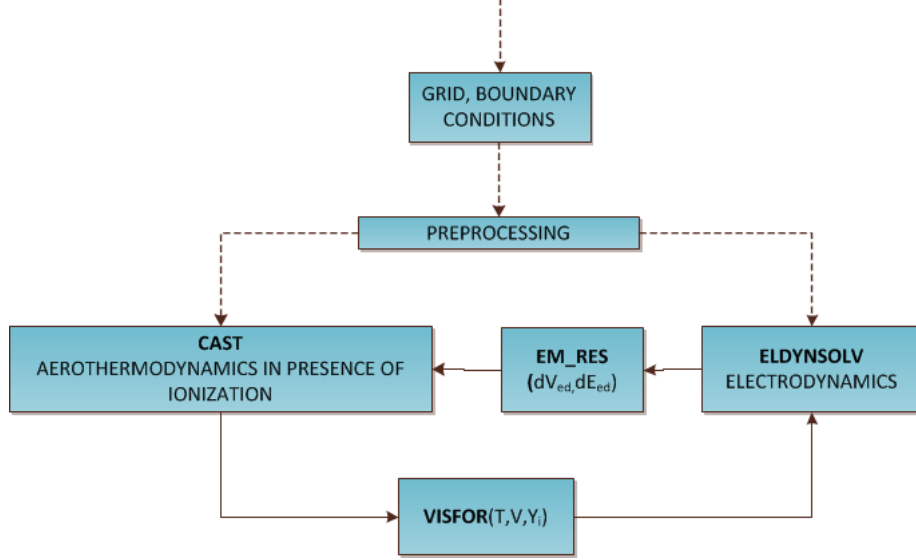 GRID, BOUNDARY
CONDITIONS
PREPROCESSING
CAST
AEROTHERMODYNAMICS IN PRESENCE OF
IONIZATION
EM_RES
(dVed,dEed)
ELDYNSOLV
ELECTRODYNAMICS
VISFOR(T,V,Yi)